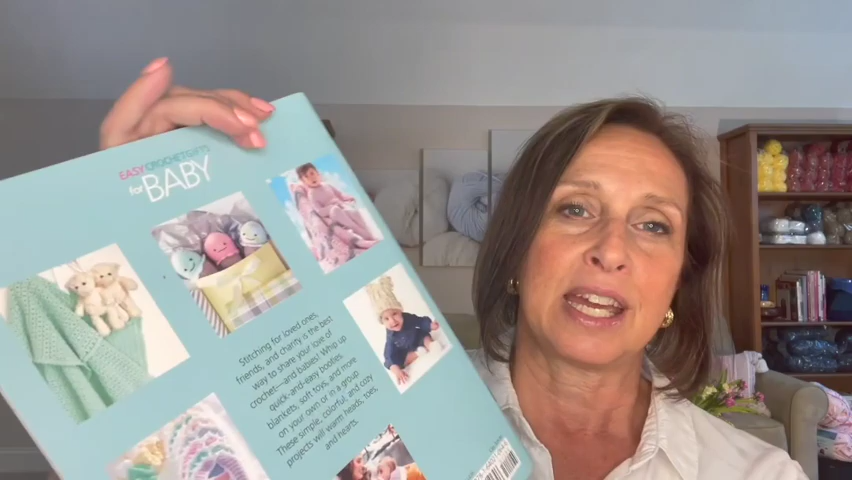 EASY CROCHET GIFTS
for BABY
Stitching for loved ones,
friends, and charity is the best
way to share your love of
crochet—and babies! Whip up
quick-and-easy booties,
blankets, soft toys, and more
on your own or in a group.
These simple, colorful, and cozy
projects will warm heads, toes,
and hearts.